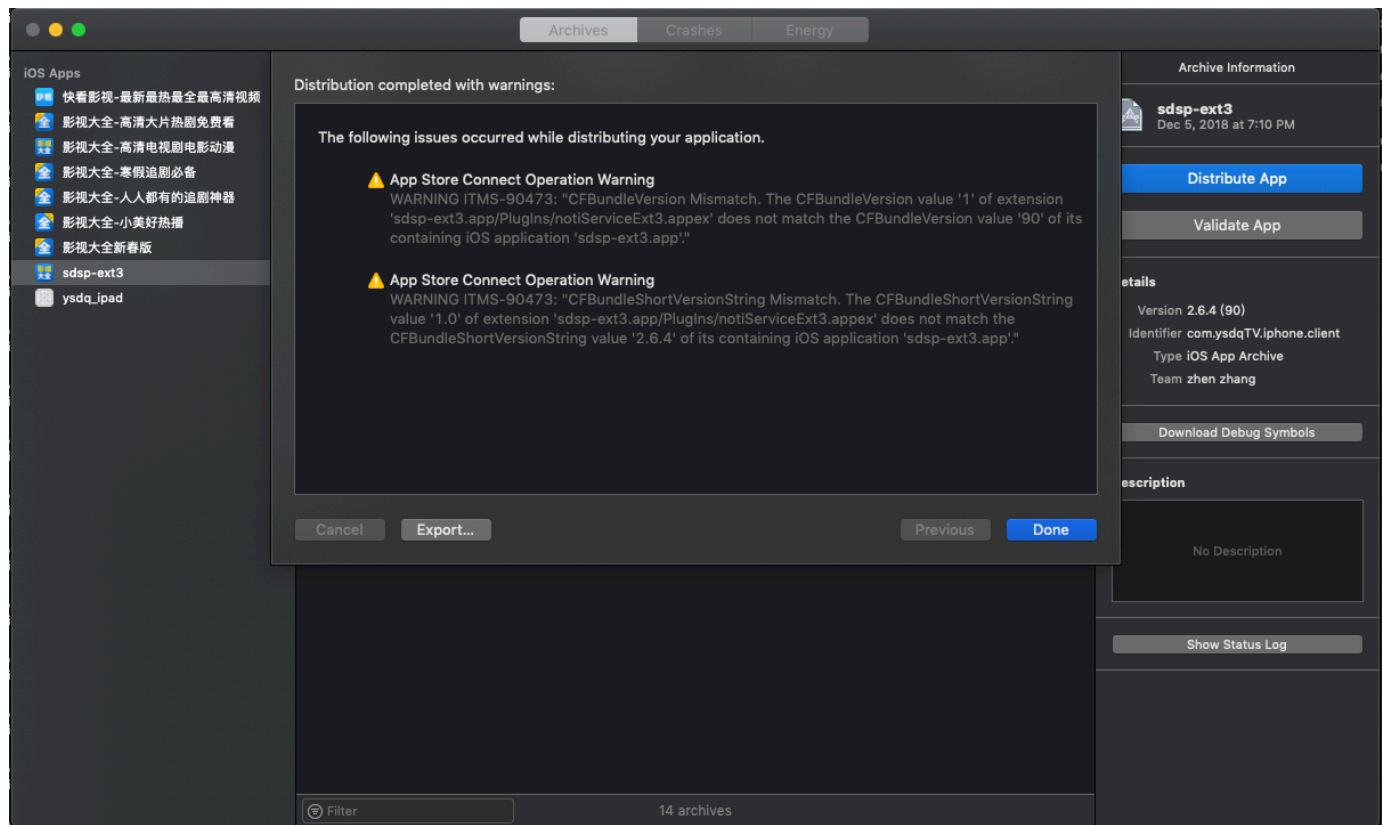 Archives
Crashes
Energy
iOS Apps
快看影视-最新最热最全最高清视频
影视大全-高清大片热剧免费看
影视大全-高清电视剧电影动漫
影视大全-寒假追剧必备
影视大全-人人都有的追剧神器
影视大全-小美好热播
影视大全新春版
sdsp-ext3
ysdq_ipad
Distribution completed with warnings:
The following issues occurred while distributing your application.
App Store Connect Operation Warning
WARNING ITMS-90473: "CFBundleVersion Mismatch. The CFBundleVersion value '1' of extension
'sdsp-ext3.app/PlugIns/notiServiceExt3.appex' does not match the CFBundleVersion value '90' of its
containing iOS application 'sdsp-ext3.app'."
App Store Connect Operation Warning
WARNING ITMS-90473: "CFBundleShortVersionString Mismatch. The CFBundleShortVersionString
value '1.0' of extension 'sdsp-ext3.app/PlugIns/notiServiceExt3.appex' does not match the
CFBundleShortVersionString value '2.6.4' of its containing iOS application 'sdsp-ext3.app'."
Cancel
Export...
Previous
Done
Filter
14 archives
Archive Information
sdsp-ext3
Dec 5, 2018 at 7:10 PM
Distribute App
Validate App
etails
Version 2.6.4 (90)
Identifier com.ysdqTV.iphone.client
Type iOS App Archive
Team zhen zhang
Download Debug Symbols
escription
No Description
Show Status Log